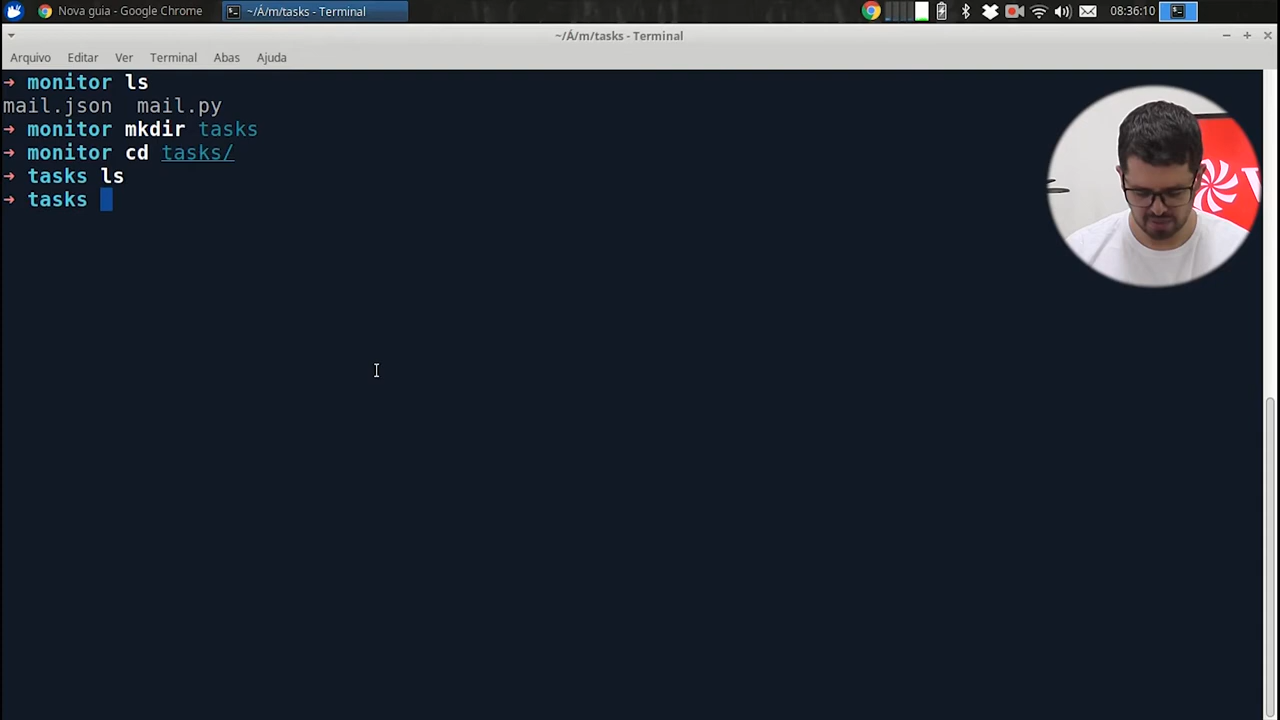 Nova guia - Google Chrome
~/Á/m/tasks - Terminal
08:36:10
~/Á/m/tasks - Terminal
Arquivo Editar Ver Terminal Abas Ajuda
➜ monitor ls
mail.json mail.py
➜ monitor mkdir tasks
➜ monitor cd tasks/
➜ tasks ls
➜ tasks